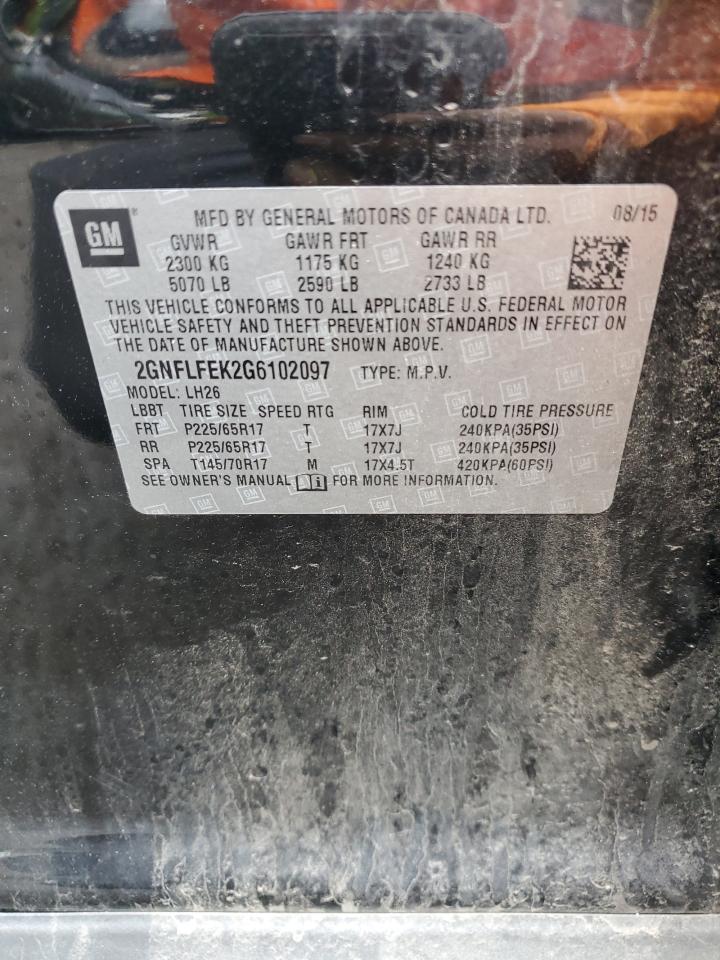 GM ® MFD BY GENERAL MOTORS OF CANADA LTD. 08/15
GVWR GAWR FRT GAWR RR
2300 KG 1175 KG 1240 KG
5070 LB 2590 LB 2733 LB
THIS VEHICLE CONFORMS TO ALL APPLICABLE U.S. FEDERAL MOTOR
VEHICLE SAFETY AND THEFT PREVENTION STANDARDS IN EFFECT ON
THE DATE OF MANUFACTURE SHOWN ABOVE.
2GNFLFEK2G6102097 TYPE: M.P.V.
MODEL: LH26
LBBT TIRE SIZE SPEED RTG RIM COLD TIRE PRESSURE
FRT P225/65R17 T 17X7J 240KPA(35PSI)
RR P225/65R17 T 17X7J 240KPA(35PSI)
SPA T145/70R17 M 17X4.5T 420KPA(60PSI)
SEE OWNER'S MANUAL i FOR MORE INFORMATION.